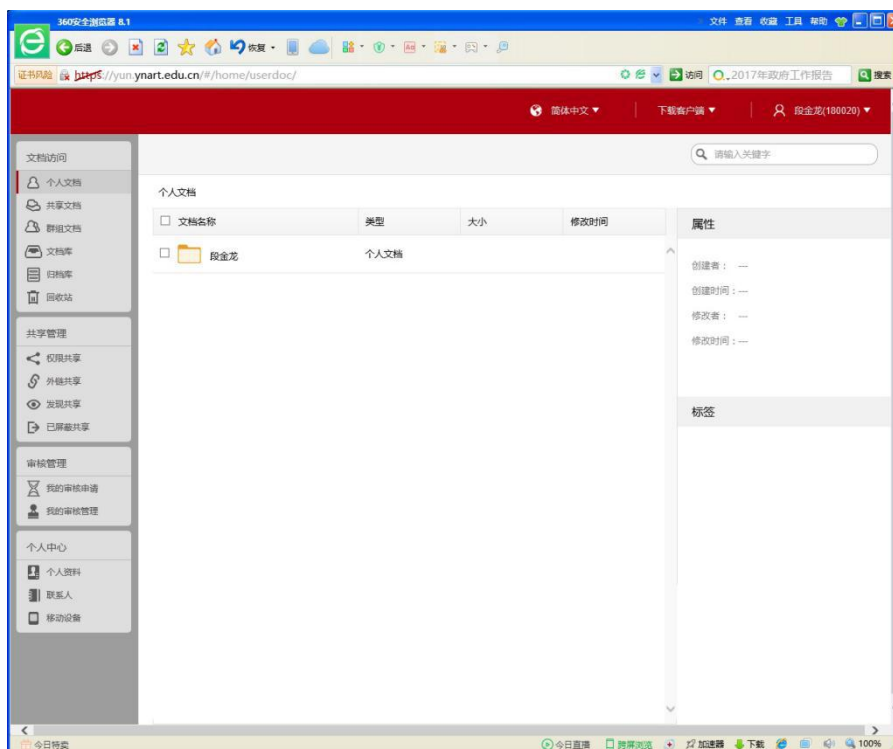 360安全浏览器 8.1 文件 查看 收藏 工具 帮助
后退 恢复
证书风险 https://yun.ynart.edu.cn/#/home/userdoc/ 访问 2017年政府工作报告 搜索
简体中文 下载客户端 段金龙(180020)
文档访问
请输入关键字
个人文档
个人文档
共享文档
群组文档
文档库
归档库
回收站
文档名称 类型 大小 修改时间 属性
段金龙 个人文档
创建者： ---
创建时间：---
修改者： ---
修改时间：---
标签
共享管理
权限共享
外链共享
发现共享
已屏蔽共享
审核管理
我的审核申请
我的审核管理
个人中心
个人资料
联系人
移动设备
今日特卖 今日直播 跨屏浏览 加速器 下载 100%